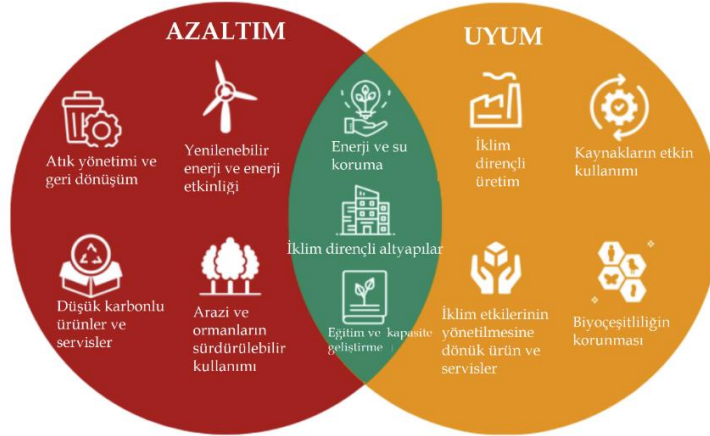 AZALTIM
Atık yönetimi ve
geri dönüşüm
Yenilenebilir
enerji ve enerji
etkinliği
Düşük karbonlu
ürünler ve
servisler
Arazi ve
ormanların
sürdürülebilir
kullanımı
Enerji ve su
koruma
İklim dirençli altyapılar
Eğitim ve kapasite
geliştirme
UYUM
İklim
dirençli
üretim
Kaynakların etkin
kullanımı
İklim etkilerinin
yönetilmesine
dönük ürün ve
servisler
Biyoçeşitliliğin
korunması